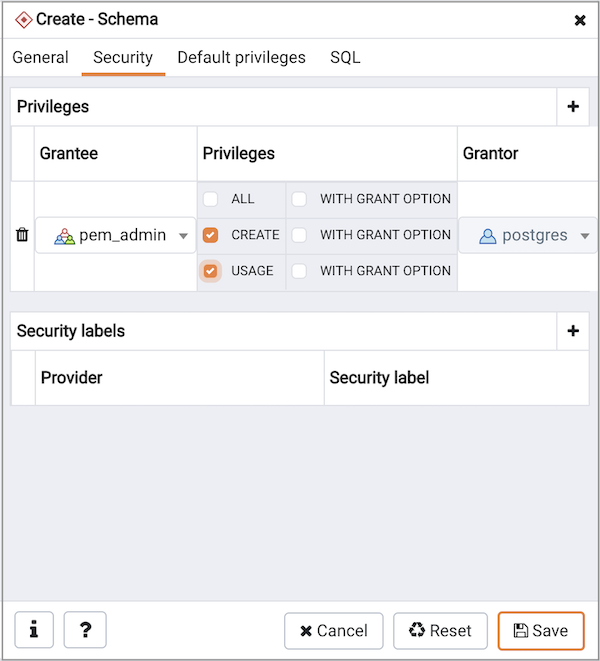 Create - Schema
General Security Default privileges SQL
Privileges
Grantee Privileges Grantor
ALL WITH GRANT OPTION
pem_admin CREATE WITH GRANT OPTION postgres
USAGE WITH GRANT OPTION
Security labels
Provider Security label
i ? Cancel Reset Save